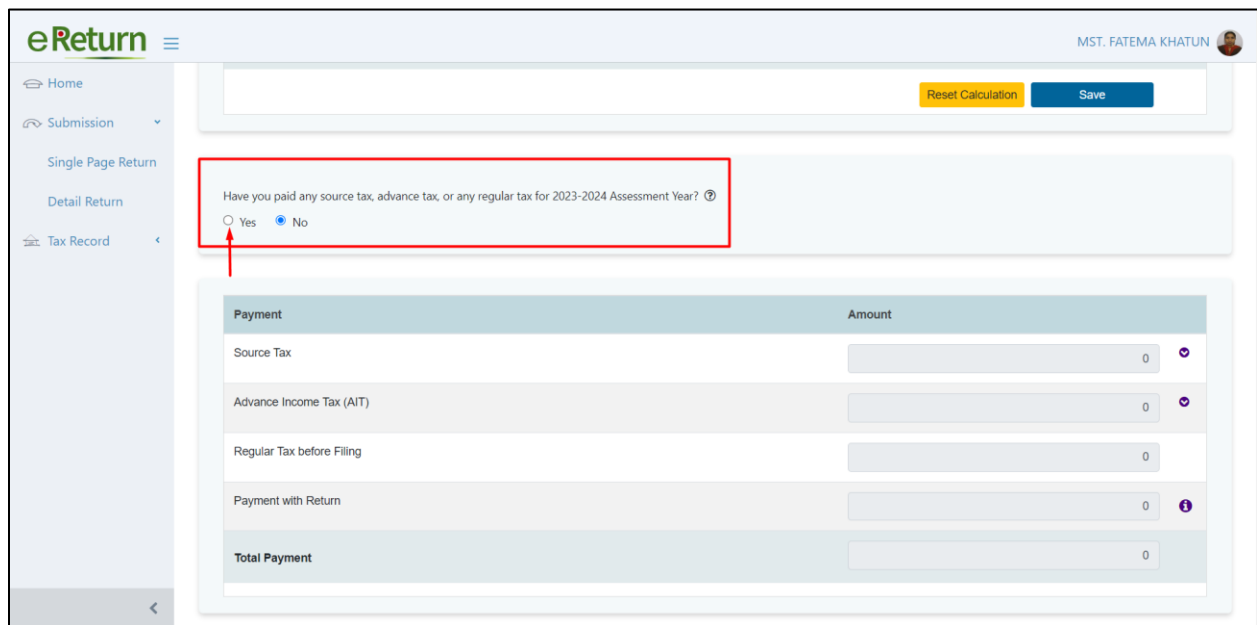 eReturn
MST. FATEMA KHATUN
Home
Submission
Single Page Return
Detail Return
Tax Record
Reset Calculation Save
Have you paid any source tax, advance tax, or any regular tax for 2023-2024 Assessment Year?
Yes No
Payment Amount
Source Tax 0
Advance Income Tax (AIT) 0
Regular Tax before Filing 0
Payment with Return 0
Total Payment 0